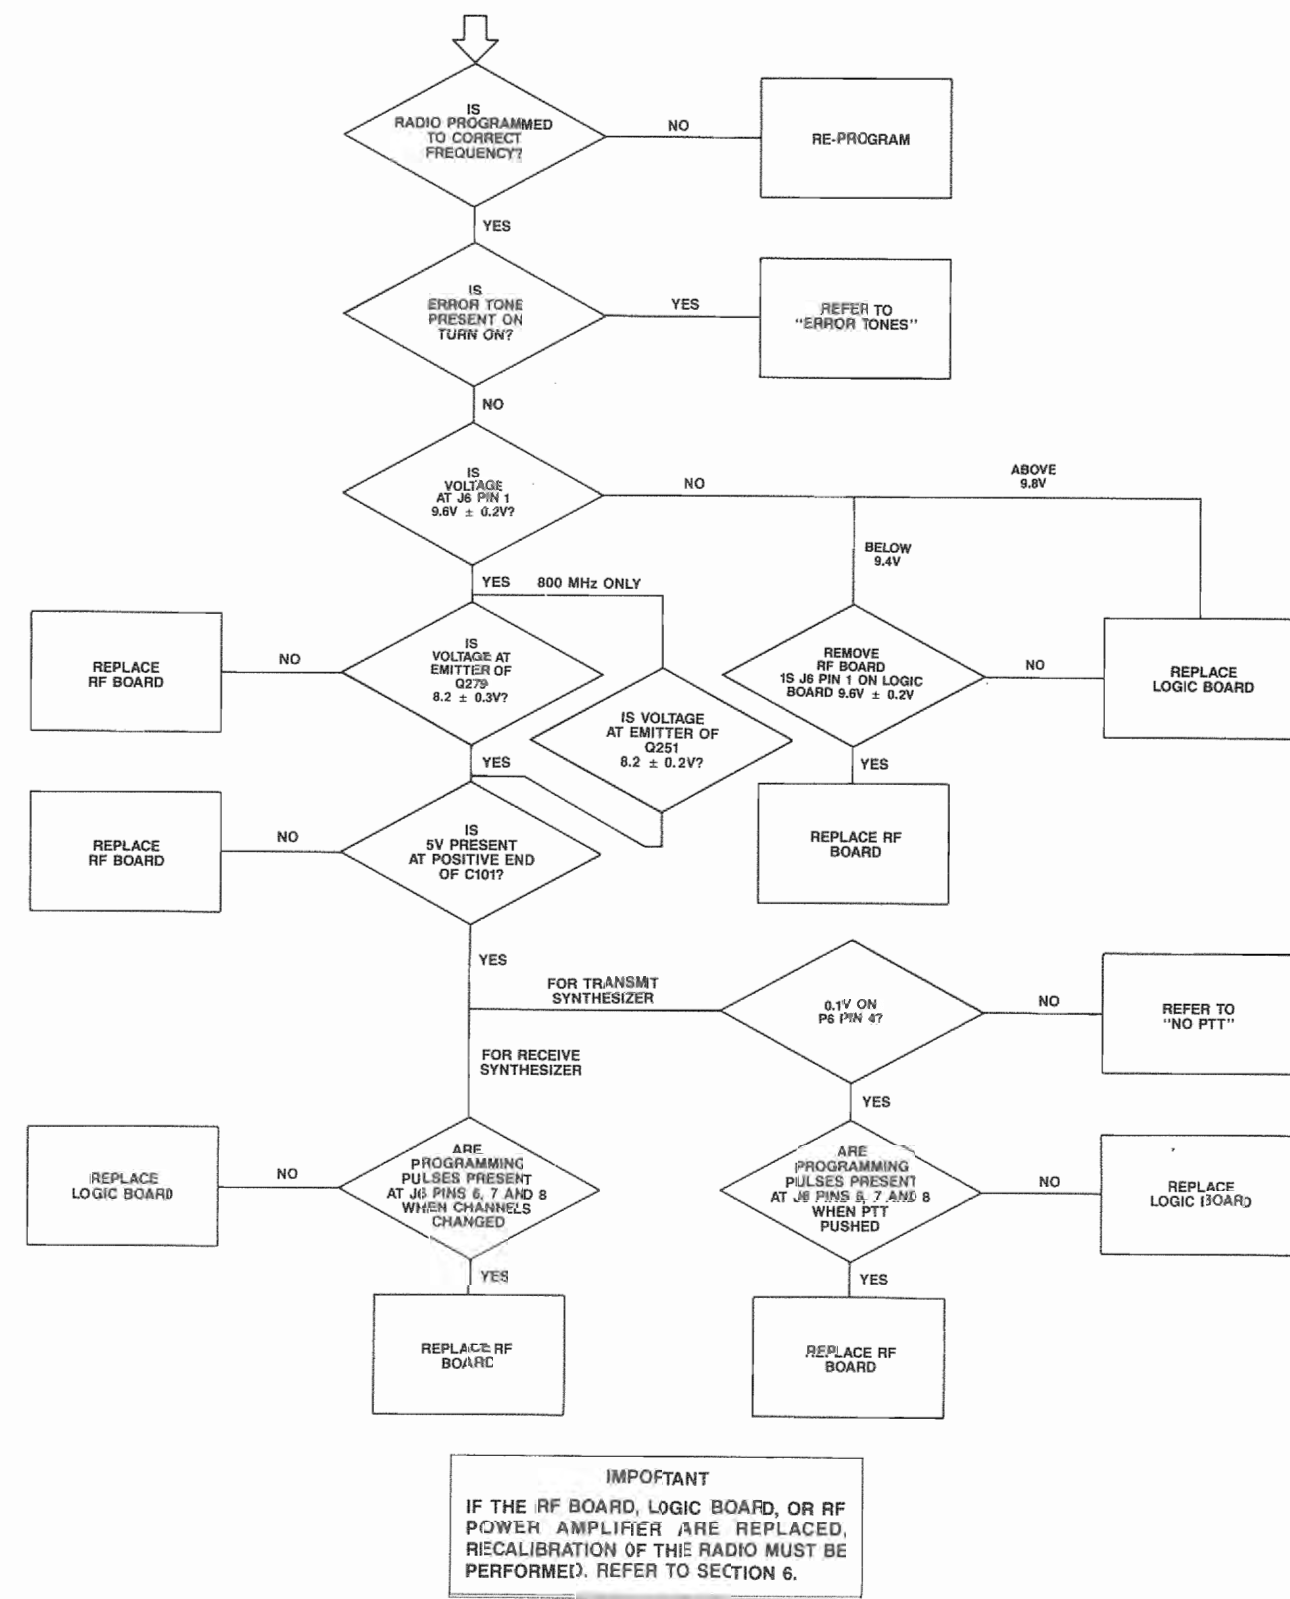 IS
RADIO PROGRAMMED
TO CORRECT
FREQUENCY?
NO
RE-PROGRAM
YES
IS
ERROR TONE
PRESENT ON
TURN ON?
YES
REFER TO
"ERROR TONES"
NO
IS
VOLTAGE
AT J6 PIN 1
9.6V ± 0.2V?
NO
ABOVE
9.8V
BELOW
9.4V
YES
800 MHz ONLY
REPLACE
RF BOARD
NO
IS
VOLTAGE AT
EMITTER OF
Q279
8.2 ± 0.3V?
REMOVE
RF BOARD
1S J6 PIN 1 ON LOGIC
BOARD 9.6V ± 0.2V
NO
REPLACE
LOGIC BOARD
IS VOLTAGE
AT EMITTER OF
Q251
8.2 ± 0.2V?
YES
YES
REPLACE
RF BOARD
NO
IS
5V PRESENT
AT POSITIVE END
OF C101?
REPLACE RF
BOARD
YES
FOR TRANSMIT
SYNTHESIZER
0.1V ON
P6 PIN 4?
NO
REFER TO
"NO PTT"
FOR RECEIVE
SYNTHESIZER
YES
REPLACE
LOGIC BOARD
NO
ARE
PROGRAMMING
PULSES PRESENT
AT J6 PINS 6, 7 AND 8
WHEN CHANNELS
CHANGED
ARE
PROGRAMMING
PULSES PRESENT
AT J6 PINS 6, 7 AND 8
WHEN PTT
PUSHED
NO
REPLACE
LOGIC BOARD
YES
YES
REPLACE RF
BOARD
REPLACE RF
BOARD
IMPORTANT
IF THE RF BOARD, LOGIC BOARD, OR RF
POWER AMPLIFIER ARE REPLACED,
RECALIBRATION OF THE RADIO MUST BE
PERFORMED. REFER TO SECTION 6.